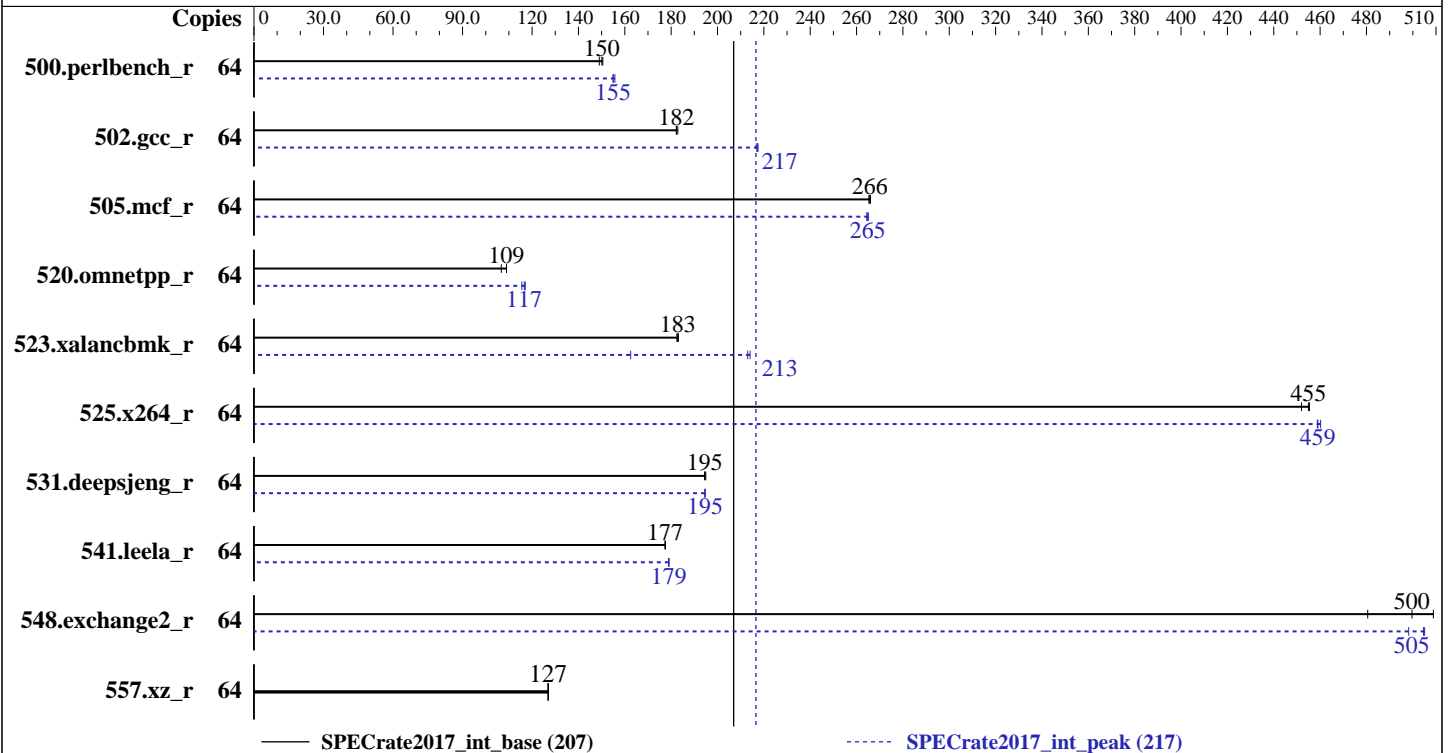 Copies 0 30.0 60.0 90.0 120 140 160 180 200 220 240 260 280 300 320 340 360 380 400 420 440 460 480 510
150
500.perlbench_r 64
155
182
502.gcc_r 64
217
266
505.mcf_r 64
265
109
520.omnetpp_r 64
117
183
523.xalancbmk_r 64
213
455
525.x264_r 64
459
195
531.deepsjeng_r 64
195
177
541.leela_r 64
179
500
548.exchange2_r 64
505
127
557.xz_r 64
SPECrate2017_int_base (207) SPECrate2017_int_peak (217)